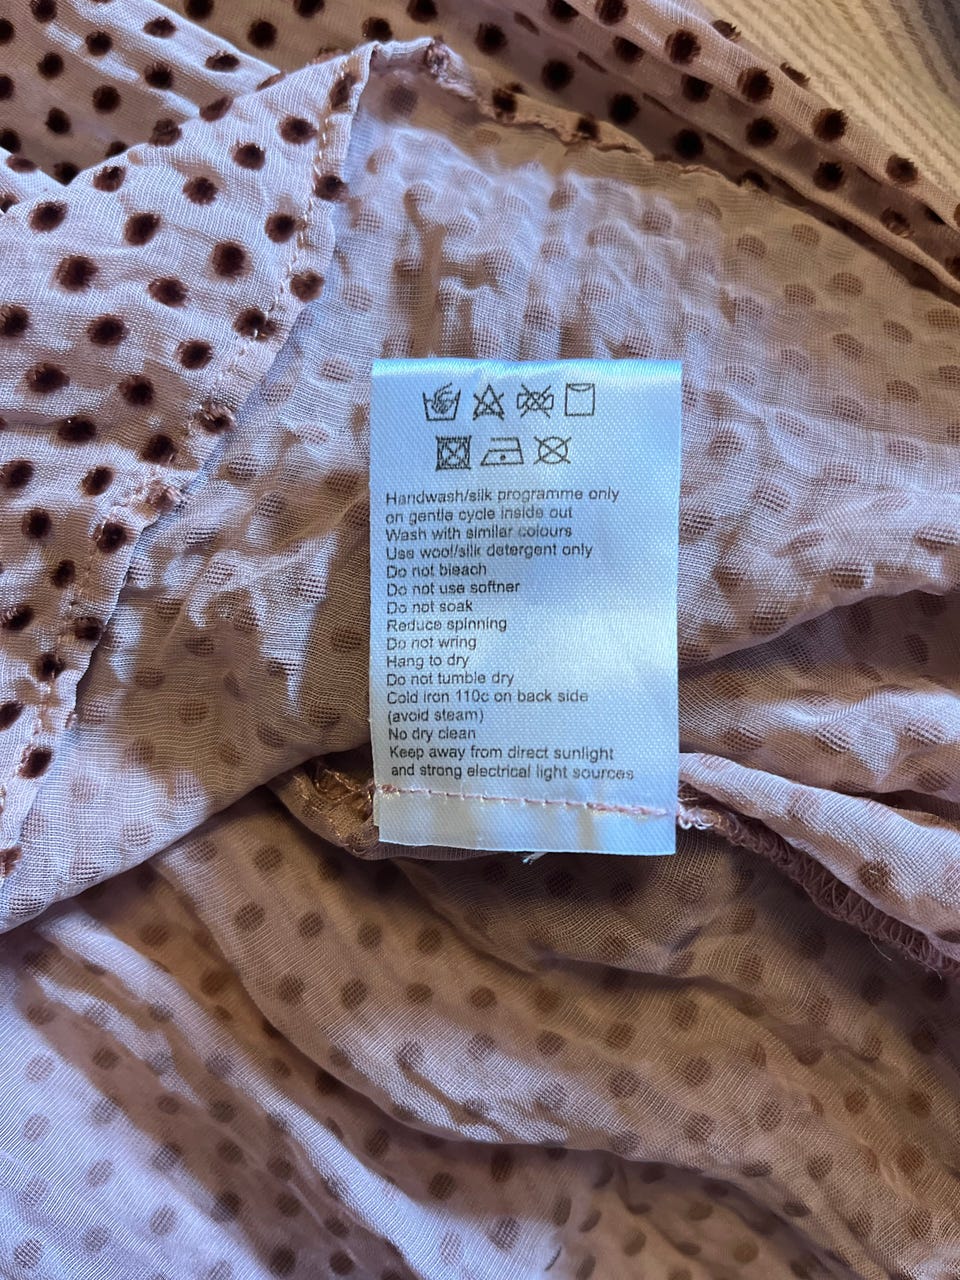 Handwash/silk programme only
on gentle cycle inside out
Wash with similar colours
Use wool/silk detergent only
Do not bleach
Do not use softner
Do not soak
Reduce spinning
Do not wring
Hang to dry
Do not tumble dry
Cold iron 110c on back side
(avoid steam)
No dry clean
Keep away from direct sunlight
and strong electrical light sources